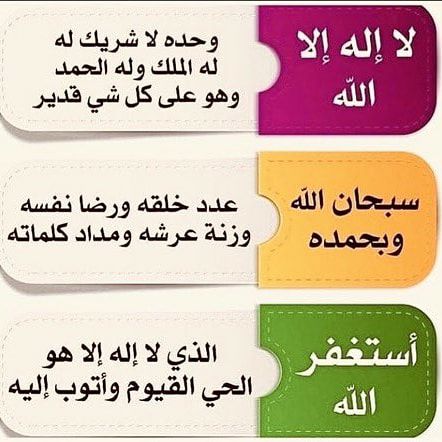 لا إله إلا
الله
وحده لا شريك له
له الملك وله الحمد
وهو على كل شي قدير
سبحان الله
وبحمده
عدد خلقه ورضا نفسه
وزنة عرشه ومداد كلماته
أستغفر
الله
الذي لا إله إلا هو
الحي القيوم وأتوب إليه